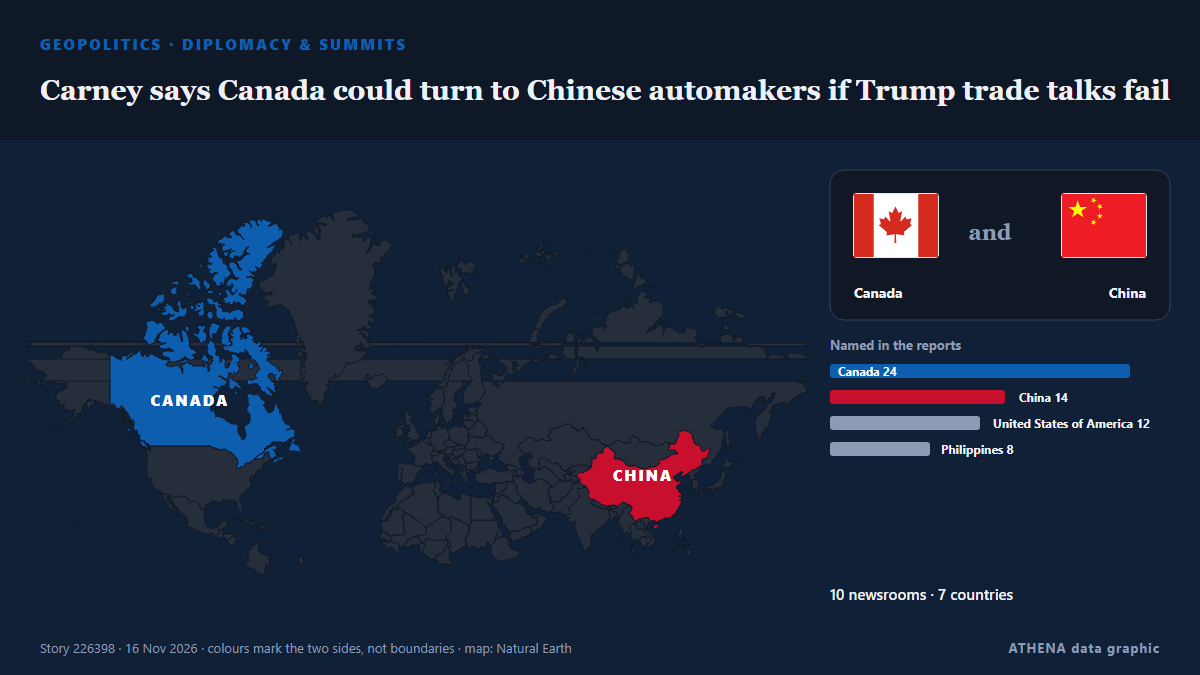 GEOPOLITICS · DIPLOMACY & SUMMITS
Carney says Canada could turn to Chinese automakers if Trump trade talks fail
and
Canada
China
Named in the reports
Canada 24
China 14
United States of America 12
Philippines 8
CANADA
CHINA
10 newsrooms · 7 countries
Story 226398 · 16 Nov 2026 · colours mark the two sides, not boundaries · map: Natural Earth
ATHENA data graphic